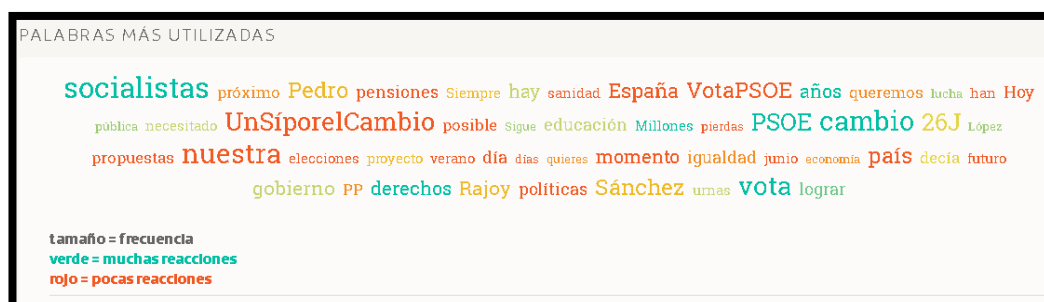 PALABRAS MÁS UTILIZADAS
socialistas próximo Pedro pensiones Siempre hay sanidad España VotaPSOE años queremos lucha han Hoy
pública necesitado UnSíporelCambio posible Sigue educación Millones pierdas PSOE cambio 26J López
propuestas nuestra elecciones proyecto verano día días quieres momento igualdad junio economía país decía futuro
gobierno PP derechos Rajoy políticas Sánchez urnas vota lograr
tamaño = frecuencia
verde = muchas reacciones
rojo = pocas reacciones